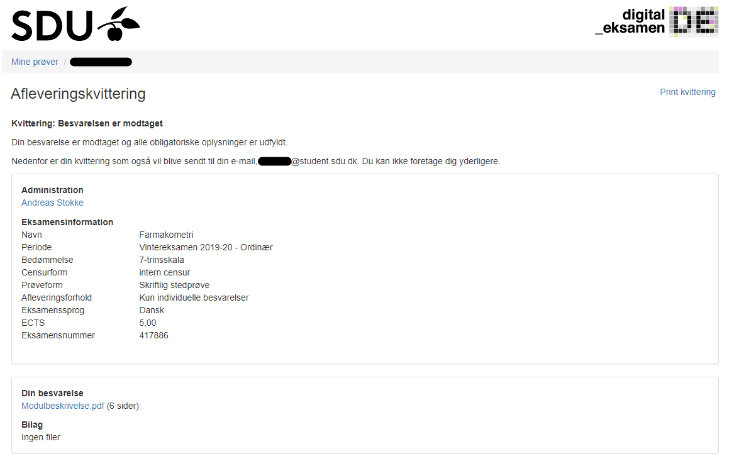 SDU
digital
_eksamen
Mine prøver /
Afleveringskvittering
Print kvittering
Kvittering: Besvarelsen er modtaget
Din besvarelse er modtaget og alle obligatoriske oplysninger er udfyldt.
Nedenfor er din kvittering som også vil blive sendt til din e-mail, @student.sdu.dk. Du kan ikke foretage dig yderligere.
Administration
Andreas Stokke
Eksamensinformation
Navn Farmakometri
Periode Vintereksamen 2019-20 - Ordinær
Bedømmelse 7-trinsskala
Censurform intern censur
Prøveform Skriftlig stedprøve
Afleveringsforhold Kun individuelle besvarelser
Eksamenssprog Dansk
ECTS 5,00
Eksamensnummer 417886
Din besvarelse
Modulbeskrivelse.pdf (6 sider)
Bilag
Ingen filer